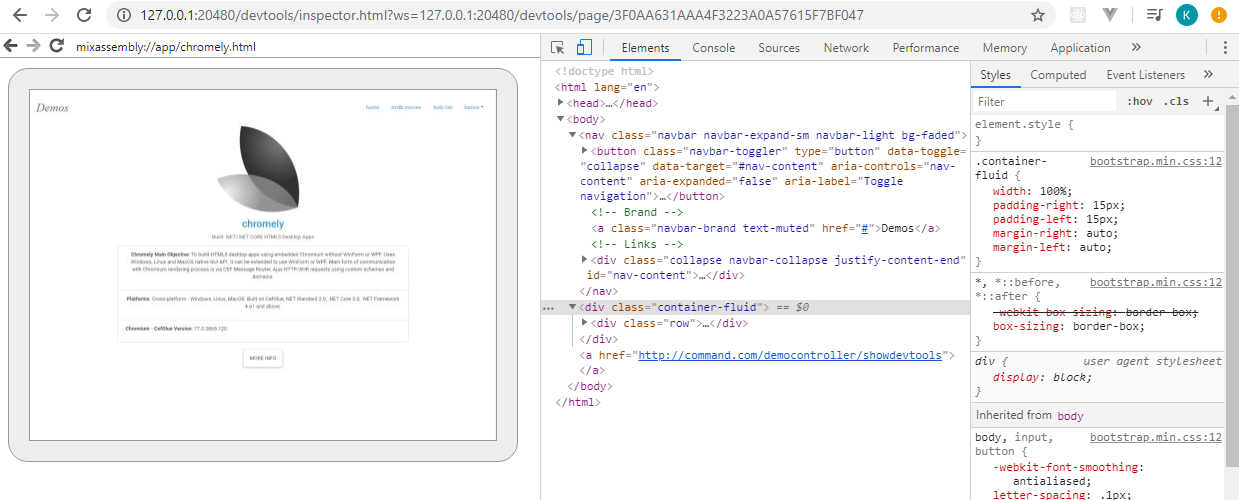 127.0.0.1:20480/devtools/inspector.html?ws=127.0.0.1:20480/devtools/page/3F0AA631AAA4F3223A0A57615F7BF047
K
mixassembly://app/chromely.html
Demos
home tmdb movies todo list Basics
chromely
Build .NET/.NET CORE HTML5 Desktop Apps
Chromely Main Objective: To build HTML5 desktop apps using embedded Chromium without WinForm or WPF. Uses
Windows, Linux and MacOS native GUI API. It can be extended to use WinForm or WPF. Main form of communication
with Chromium rendering process is via CEF Message Router, Ajax HTTP/XHR requests using custom schemes and
domains.
Platforms: Cross-platform - Windows, Linux, MacOS. Built on CefGlue, NET Standard 2.0, .NET Core 3.0, .NET Framework
4.61 and above.
Chromium - CefGlue Version: 77.0.3865.120
MORE INFO
Elements Console Sources Network Performance Memory Application »
<!doctype html>
<html lang="en">
<head>…</head>
<body>
<nav class="navbar navbar-expand-sm navbar-light bg-faded">
<button class="navbar-toggler" type="button" data-toggle=
"collapse" data-target="#nav-content" aria-controls="nav-
content" aria-expanded="false" aria-label="Toggle
navigation">…</button>
<!-- Brand -->
<a class="navbar-brand text-muted" href="#">Demos</a>
<!-- Links -->
<div class="collapse navbar-collapse justify-content-end"
id="nav-content">…</div>
</nav>
… <div class="container-fluid"> == $0
<div class="row">…</div>
</div>
<a href="http://command.com/democontroller/showdevtools">
</a>
</body>
</html>
Styles Computed Event Listeners »
Filter :hov .cls +
element.style {
}
.container-fluid { bootstrap.min.css:12
width: 100%;
padding-right: 15px;
padding-left: 15px;
margin-right: auto;
margin-left: auto;
}
*, *::before, bootstrap.min.css:12
*::after {
-webkit-box-sizing: border-box;
box-sizing: border-box;
}
div { user agent stylesheet
display: block;
}
Inherited from body
body, input, bootstrap.min.css:12
button {
-webkit-font-smoothing:
antialiased;
letter-spacing: .1px;